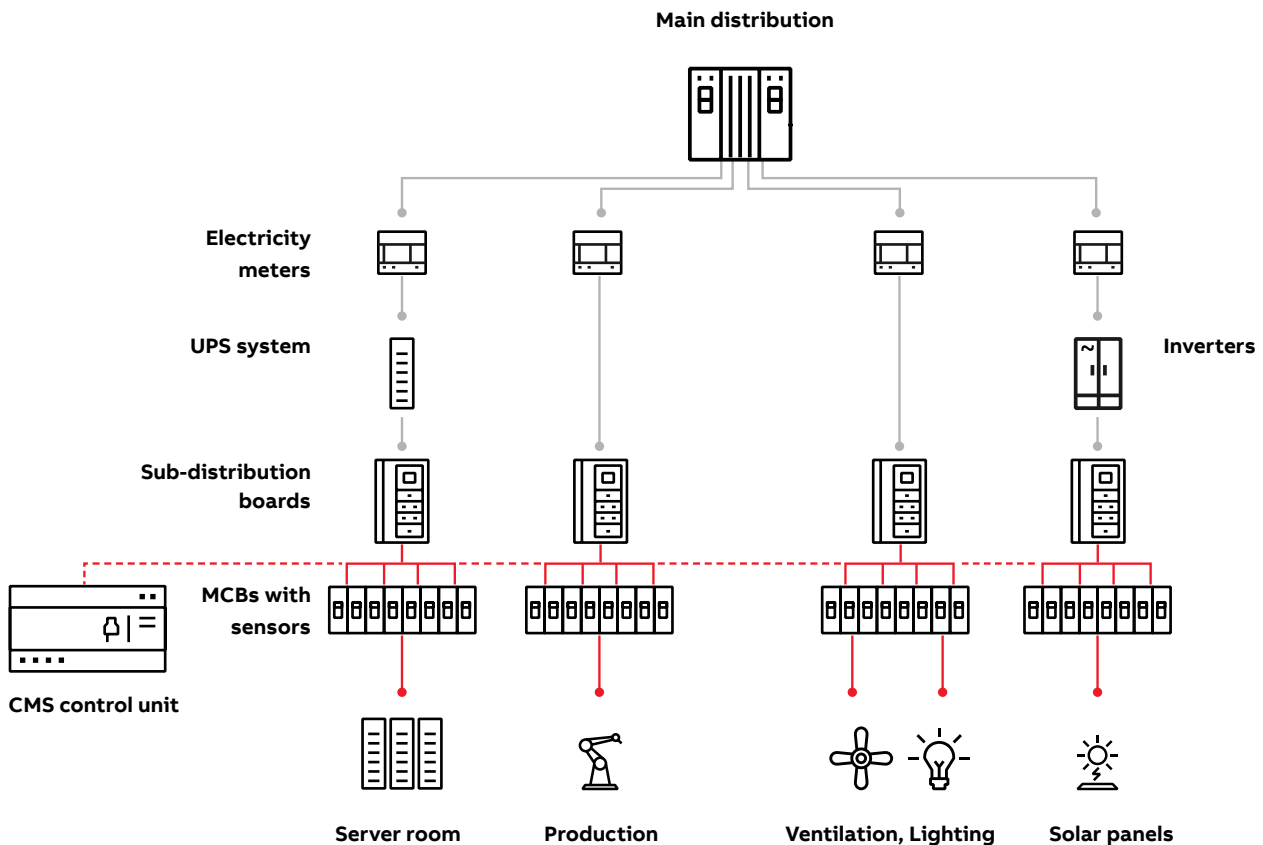 Main distribution
Electricity
meters
UPS system
Inverters
Sub-distribution
boards
MCBs with
sensors
CMS control unit
Server room
Production
Ventilation, Lighting
Solar panels